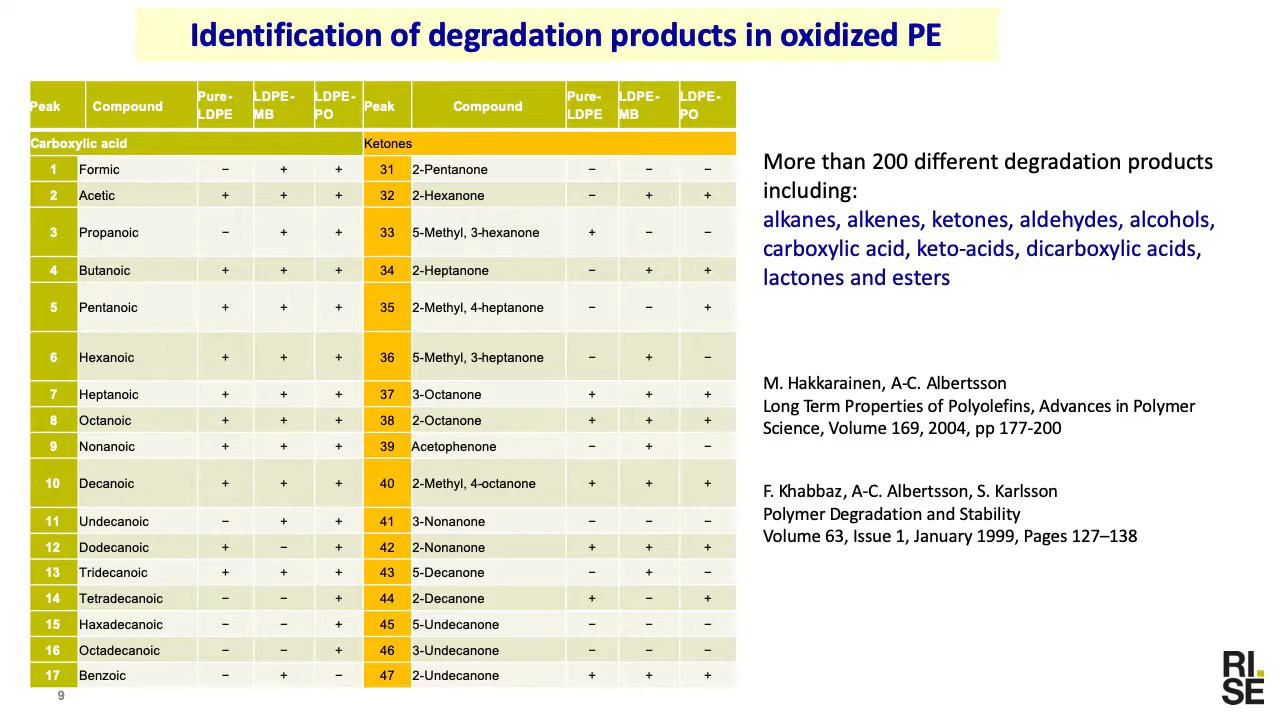 Identification of degradation products in oxidized PE
Peak Compound Pure-LDPE LDPE-MB LDPE-PO Peak Compound Pure-LDPE LDPE-MB LDPE-PO
Carboxylic acid Ketones
1 Formic − + + 31 2-Pentanone − − −
2 Acetic + + + 32 2-Hexanone − + +
3 Propanoic − + + 33 5-Methyl, 3-hexanone + − −
4 Butanoic + + + 34 2-Heptanone − + +
5 Pentanoic + + + 35 2-Methyl, 4-heptanone − − +
6 Hexanoic + + + 36 5-Methyl, 3-heptanone − + −
7 Heptanoic + + + 37 3-Octanone + + +
8 Octanoic + + + 38 2-Octanone + + +
9 Nonanoic + + + 39 Acetophenone − + −
10 Decanoic + + + 40 2-Methyl, 4-octanone + + +
11 Undecanoic − + + 41 3-Nonanone − − −
12 Dodecanoic + − + 42 2-Nonanone + + +
13 Tridecanoic + + + 43 5-Decanone − + −
14 Tetradecanoic − − + 44 2-Decanone + − +
15 Haxadecanoic − − + 45 5-Undecanone − − −
16 Octadecanoic − − + 46 3-Undecanone − − −
17 Benzoic − + − 47 2-Undecanone + + +
More than 200 different degradation products
including:
alkanes, alkenes, ketones, aldehydes, alcohols,
carboxylic acid, keto-acids, dicarboxylic acids,
lactones and esters
M. Hakkarainen, A-C. Albertsson
Long Term Properties of Polyolefins, Advances in Polymer
Science, Volume 169, 2004, pp 177-200
F. Khabbaz, A-C. Albertsson, S. Karlsson
Polymer Degradation and Stability
Volume 63, Issue 1, January 1999, Pages 127–138
9
RI.
SE